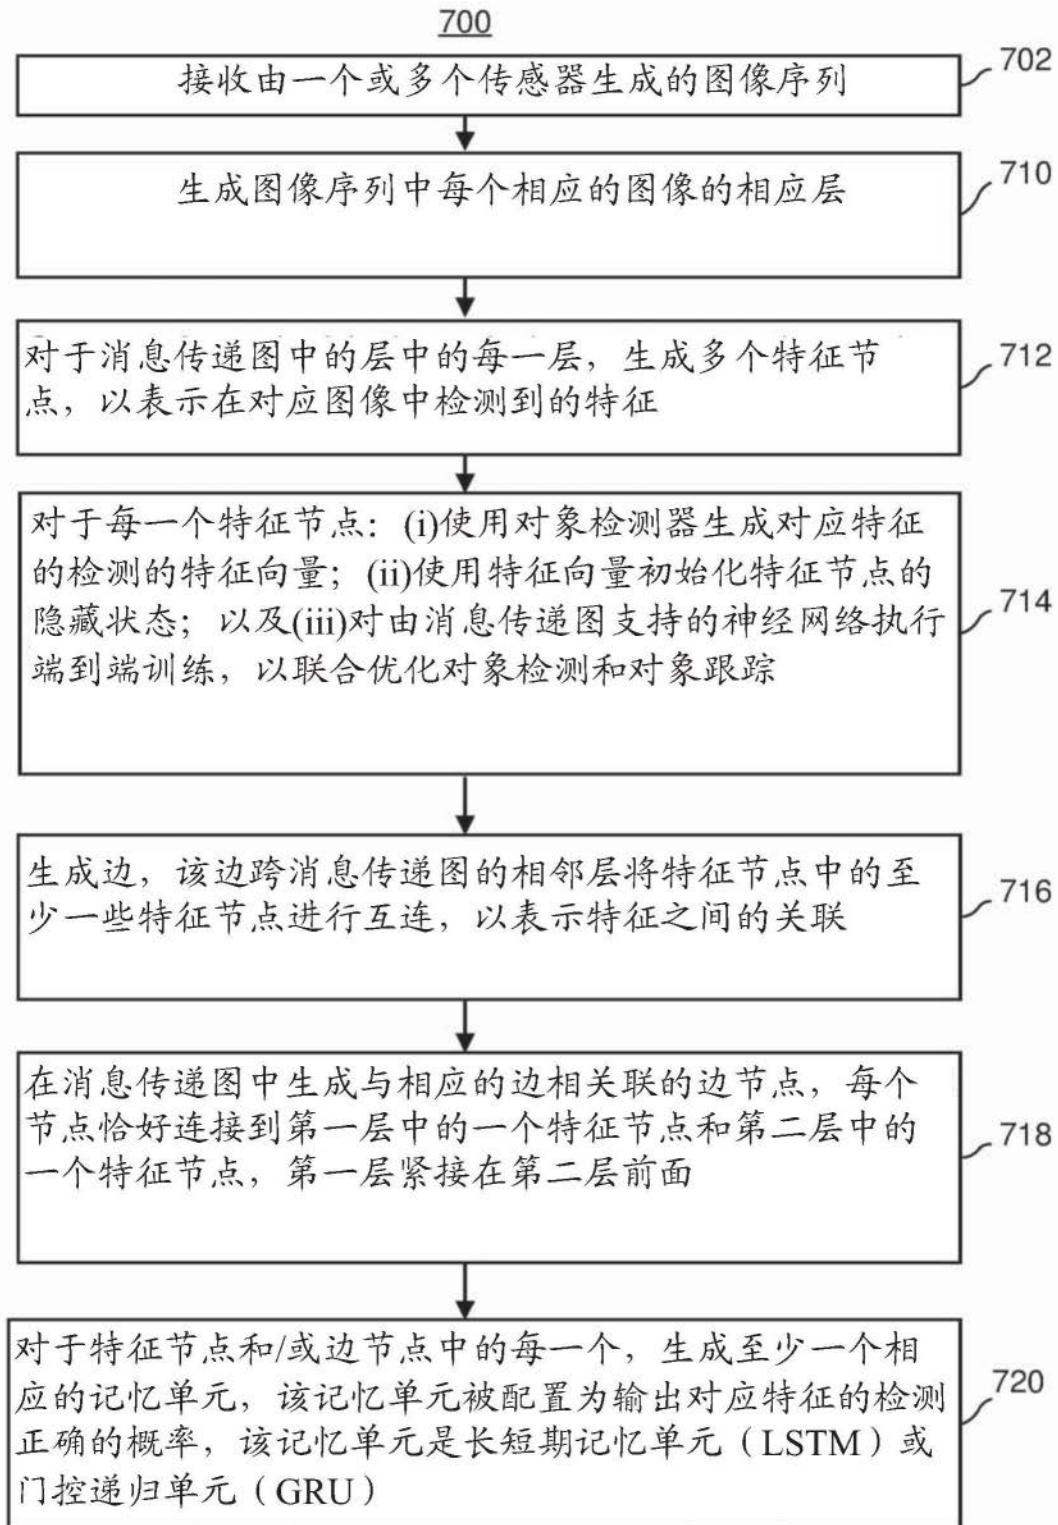 700
接收由一个或多个传感器生成的图像序列
702
生成图像序列中每个相应的图像的相应层
710
对于消息传递图中的层中的每一层，生成多个特征节
点，以表示在对应图像中检测到的特征
712
对于每一个特征节点：(i)使用对象检测器生成对应特征
的检测的特征向量；(ii)使用特征向量初始化特征节点的
隐藏状态；以及(iii)对由消息传递图支持的神经网络执行
端到端训练，以联合优化对象检测和对象跟踪
714
生成边，该边跨消息传递图的相邻层将特征节点中的至
少一些特征节点进行互连，以表示特征之间的关联
716
在消息传递图中生成与相应的边相关联的边节点，每个
节点恰好连接到第一层中的一个特征节点和第二层中的
一个特征节点，第一层紧接在第二层前面
718
对于特征节点和/或边节点中的每一个，生成至少一个相
应的记忆单元，该记忆单元被配置为输出对应特征的检测
正确的概率，该记忆单元是长短期记忆单元（LSTM）或
门控递归单元（GRU）
720